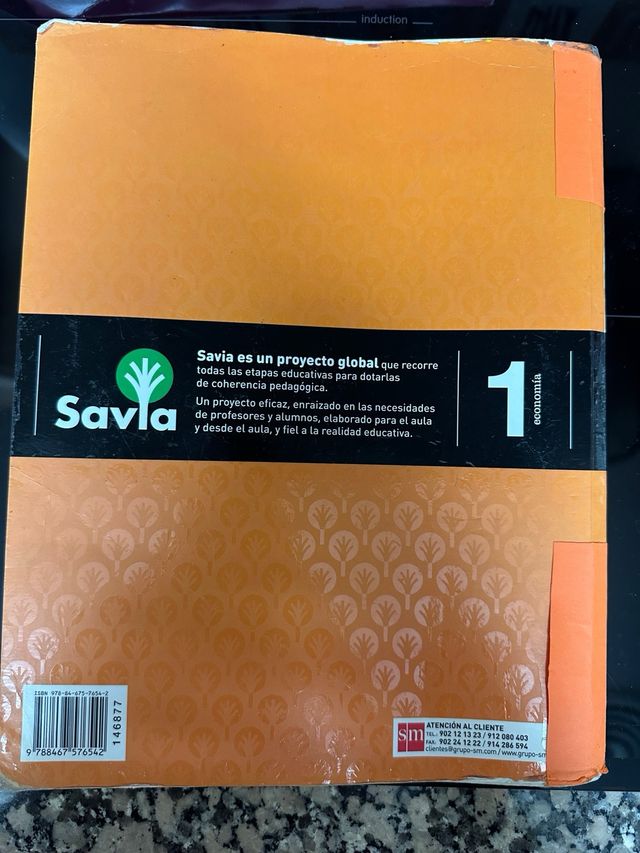 induction
Savia es un proyecto global que recorre
todas las etapas educativas para dotarlas
de coherencia pedagógica.
Un proyecto eficaz, enraizado en las necesidades
de profesores y alumnos, elaborado para el aula
y desde el aula, y fiel a la realidad educativa.
Savia
1
economía
ISBN 978-84-675-7654-2
9 788467 576542
146877
sm
ATENCIÓN AL CLIENTE
TEL.: 902 12 13 23 / 912 080 403
FAX: 902 24 12 22 / 914 286 594
clientes@grupo-sm.com / www.grupo-sm